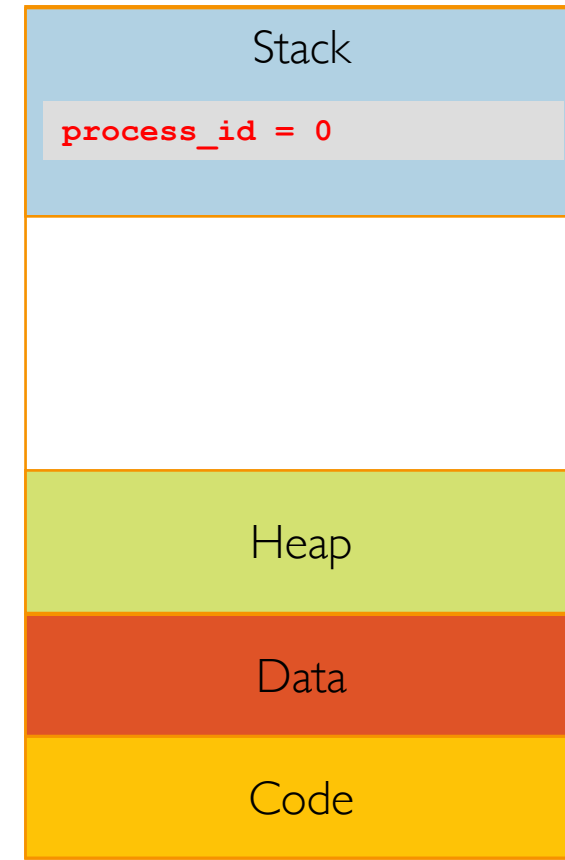 Stack
process_id = 0
Heap
Data
Code